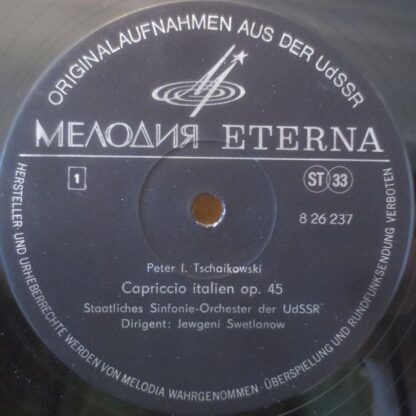 ORIGINALAUFNAHMEN AUS DER UdSSR
МЕЛОДИЯ ETERNA
1
ST 33
8 26 237
Peter I. Tschaikowski
Capriccio italien op. 45
Staatliches Sinfonie-Orchester der UdSSR
Dirigent: Jewgeni Swetlanow
HERSTELLER- UND URHEBERRECHTE WERDEN VON MELODIA WAHRGENOMMEN · ÜBERSPIELUNG UND RUNDFUNKSENDUNG VERBOTEN